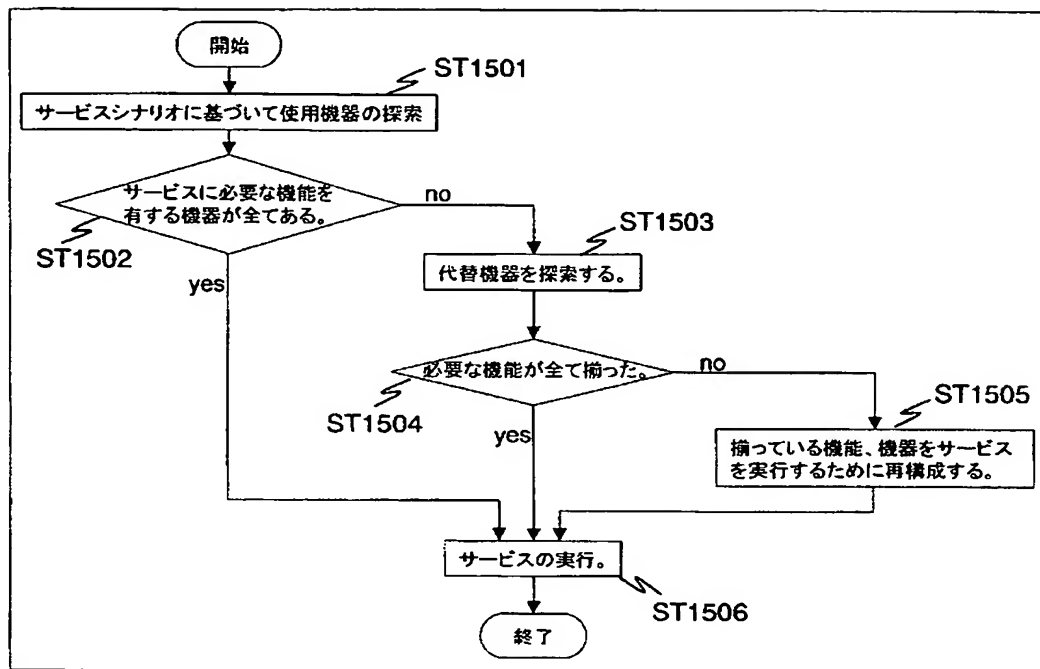 開始
ST1501
サービスシナリオに基づいて使用機器の探索
サービスに必要な機能を
有する機器が全てある。
no
ST1502
yes
ST1503
代替機器を探索する。
必要な機能が全て揃った。
no
ST1504
yes
ST1505
揃っている機能、機器をサービス
を実行するために再構成する。
サービスの実行。
ST1506
終了